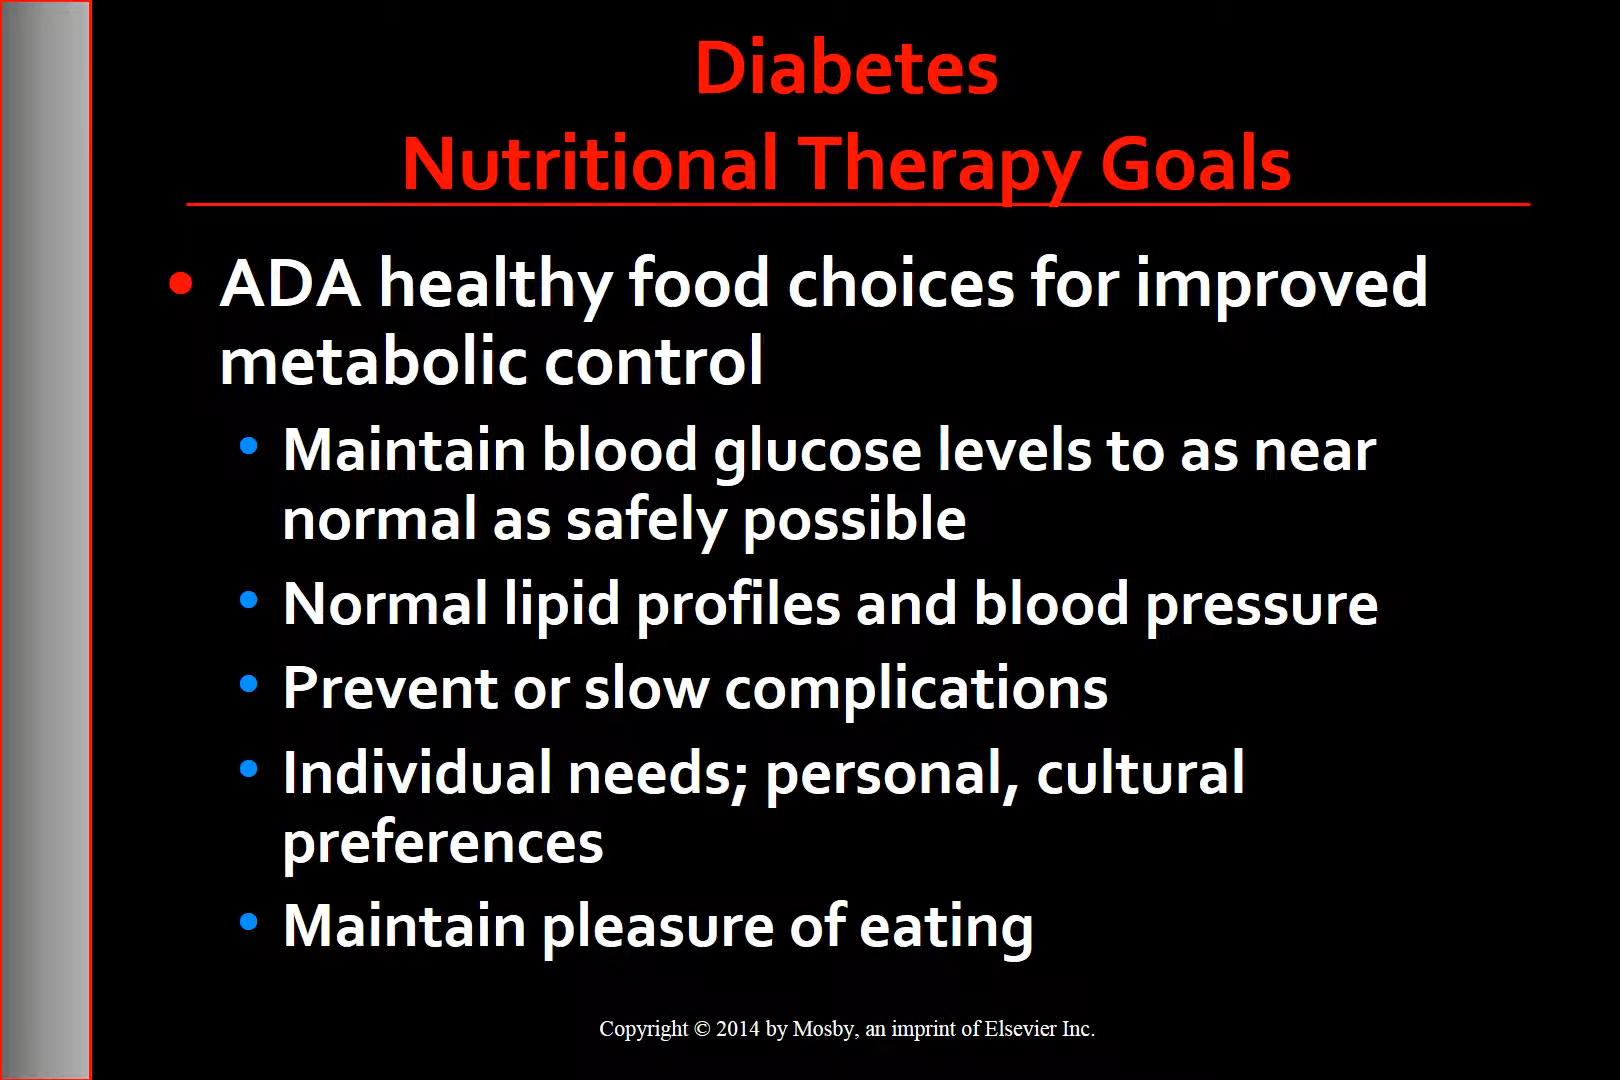 Diabetes
Nutritional Therapy Goals
• ADA healthy food choices for improved
metabolic control
• Maintain blood glucose levels to as near
normal as safely possible
• Normal lipid profiles and blood pressure
• Prevent or slow complications
• Individual needs; personal, cultural
preferences
• Maintain pleasure of eating
Copyright © 2014 by Mosby, an imprint of Elsevier Inc.